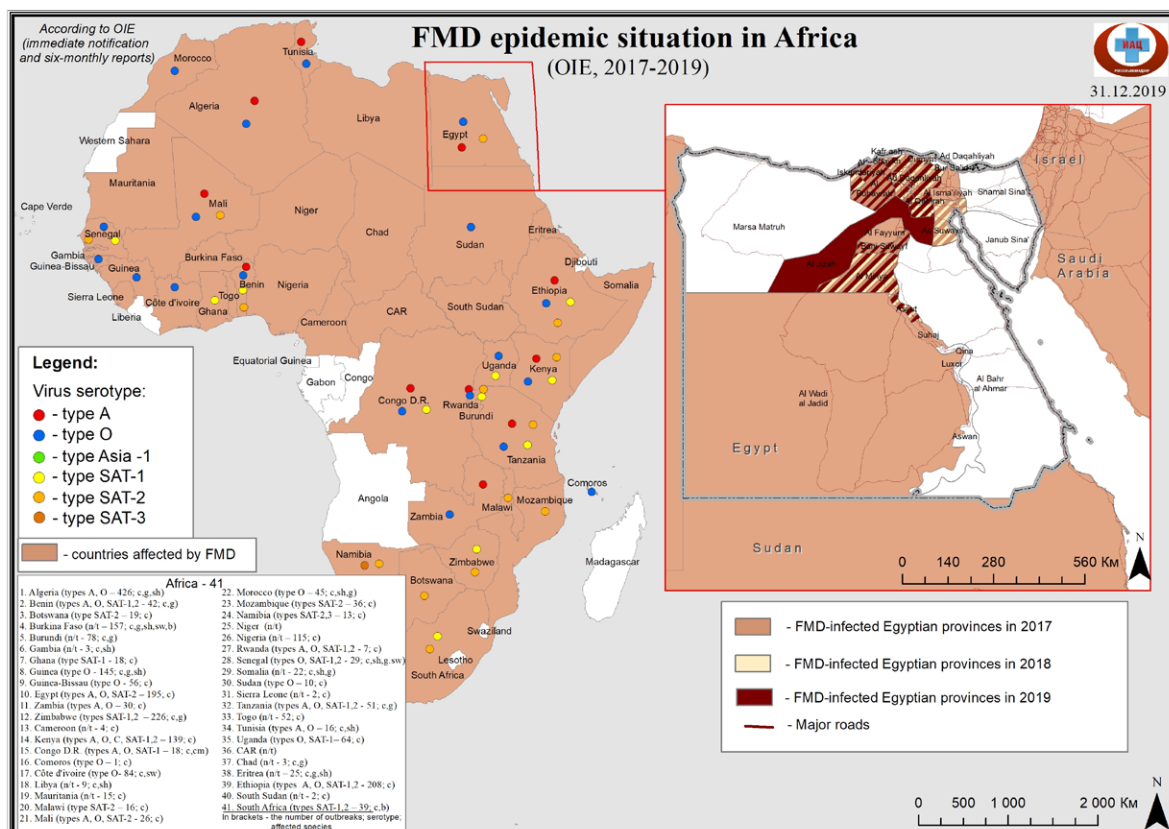 According to OIE
(immediate notification
and six-monthly reports)
FMD epidemic situation in Africa
(OIE, 2017-2019)
ИАЦ
31.12.2019
Tunisia
Morocco
Algeria
Libya
Egypt
Western Sahara
Mauritania
Mali
Niger
Chad
Sudan
Eritrea
Cape Verde
Senegal
Gambia
Guinea-Bissau
Guinea
Burkina Faso
Benin
Togo
Ghana
Nigeria
Djibouti
Ethiopia
Somalia
Sierra Leone
Côte d'ivoire
Liberia
Cameroon
CAR
South Sudan
Equatorial Guinea
Gabon
Congo
Uganda
Kenya
Congo D.R.
Rwanda
Burundi
Tanzania
Comoros
Angola
Zambia
Malawi
Mozambique
Madagascar
Namibia
Zimbabwe
Botswana
Swaziland
Lesotho
South Africa
Kafr ash
Ad Daqahliyah
Israel
Shamal Sina'
Marsa Matruh
Janub Sina'
Al Fayyum
Bani Suwayf
As Suways
Al Jizah
Al Minya
Saudi
Arabia
Suhaj
Qina
Luxor
Al Wadi
al Jadid
Al Bahr
al Ahmar
Aswan
Egypt
Sudan
N
0 140 280 560 Км
Legend:
Virus serotype:
- type A
- type O
- type Asia -1
- type SAT-1
- type SAT-2
- type SAT-3
- countries affected by FMD
Africa - 41
1. Algeria (types A, O – 426; c,g,sh)
2. Benin (types A, O, SAT-1,2 - 42; c,g)
3. Botswana (type SAT-2 – 19; c)
4. Burkina Faso (n/t –157; c,g,sh,sw,b)
5. Burundi (n/t - 78; c,g)
6. Gambia (n/t - 3; c,sh)
7. Ghana (type SAT-1 - 18; c)
8. Guinea (type O - 145; c,g,sh)
9. Guinea-Bissau (type O - 56; c)
10. Egypt (types A, O, SAT-2 – 195; c)
11. Zambia (types A, O – 30; c)
12. Zimbabwe (types SAT-1,2 – 226; c,g)
13. Cameroon (n/t - 4; c)
14. Kenya (types A, O, C, SAT-1,2 – 139; c)
15. Congo D.R. (types A, O, SAT-1 – 18; c,cm)
16. Comoros (type O – 1; c)
17. Côte d'ivoire (type O- 84; c,sw)
18. Libya (n/t - 9; c,sh)
19. Mauritania (n/t - 15; c)
20. Malawi (type SAT-2 – 16; c)
21. Mali (types A, O, SAT-2 - 26; c)
22. Morocco (type O – 45; c,sh,g)
23. Mozambique (types SAT-2 – 36; c)
24. Namibia (types SAT-2,3 – 13; c)
25. Niger (n/t)
26. Nigeria (n/t – 115; c)
27. Rwanda (types A, O, SAT-1,2 - 7; c)
28. Senegal (types O, SAT-1,2 - 29; c,sh,g.sw)
29. Somalia (n/t - 22; c,sh,g)
30. Sudan (type O – 10; c)
31. Sierra Leone (n/t - 2; c)
32. Tanzania (types A, O, SAT-1,2 – 51; c,g)
33. Togo (n/t - 52; c)
34. Tunisia (types A, O – 16; c,sh)
35. Uganda (types O, SAT-1– 64; c)
36. CAR (n/t)
37. Chad (n/t - 3; c,g)
38. Eritrea (n/t – 25; c,g,sh)
39. Ethiopia (types A, O, SAT-1,2 - 208; c)
40. South Sudan (n/t - 2; c)
41. South Africa (types SAT-1,2 – 39; c,b)
In brackets - the number of outbreaks; serotype;
affected species
- FMD-infected Egyptian provinces in 2017
- FMD-infected Egyptian provinces in 2018
- FMD-infected Egyptian provinces in 2019
- Major roads
0 500 1 000 2 000 Км
N